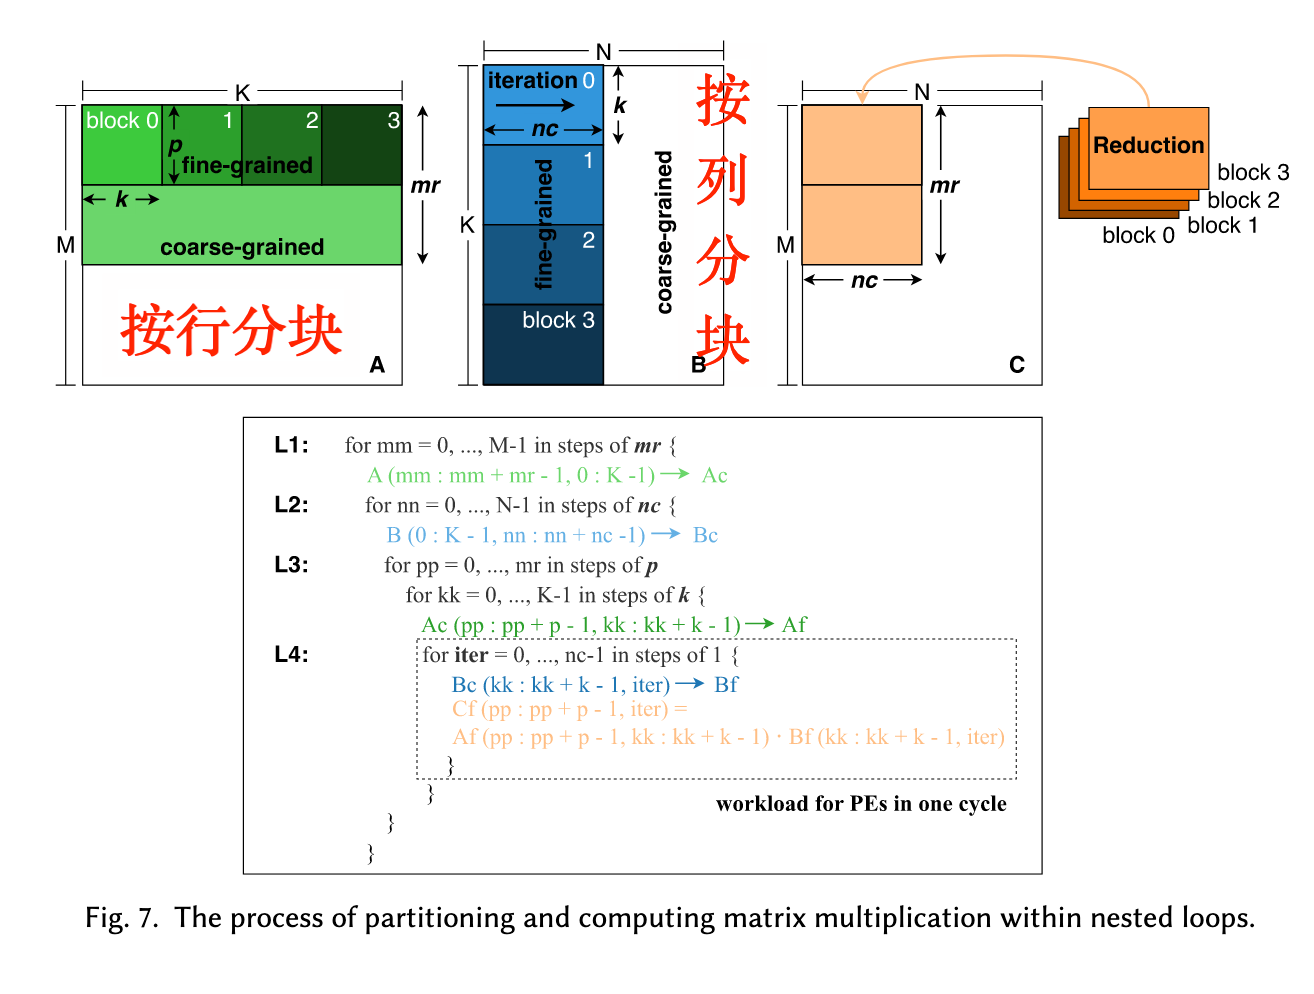 K
block 0 1 2 3
p
fine-grained
k
mr
M
coarse-grained
按行分块
A
N
iteration 0
k
nc
1
K
fine-grained
2
block 3
coarse-grained
按列分块
B
N
mr
M
nc
C
Reduction
block 3
block 2
block 1
block 0
L1: for mm = 0, ..., M-1 in steps of mr {
A (mm : mm + mr - 1, 0 : K -1) → Ac
L2: for nn = 0, ..., N-1 in steps of nc {
B (0 : K - 1, nn : nn + nc -1) → Bc
L3: for pp = 0, ..., mr in steps of p
for kk = 0, ..., K-1 in steps of k {
Ac (pp : pp + p - 1, kk : kk + k - 1) → Af
L4: for iter = 0, ..., nc-1 in steps of 1 {
Bc (kk : kk + k - 1, iter) → Bf
Cf (pp : pp + p - 1, iter) =
Af (pp : pp + p - 1, kk : kk + k - 1) · Bf (kk : kk + k - 1, iter)
}
}
workload for PEs in one cycle
}
}
Fig. 7. The process of partitioning and computing matrix multiplication within nested loops.